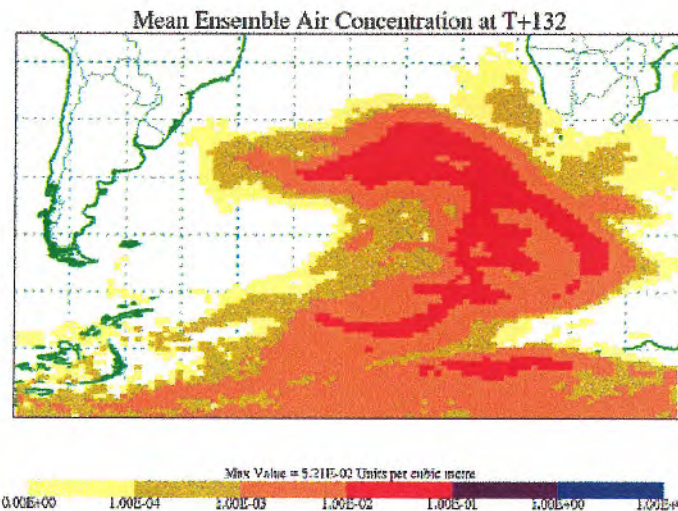 Mean Ensemble Air Concentration at T+132
Max Value = 5.21E-02 Units per cubic metre
0.00E+00 1.00E-04 1.00E-03 1.00E-02 1.00E-01 1.00E+00